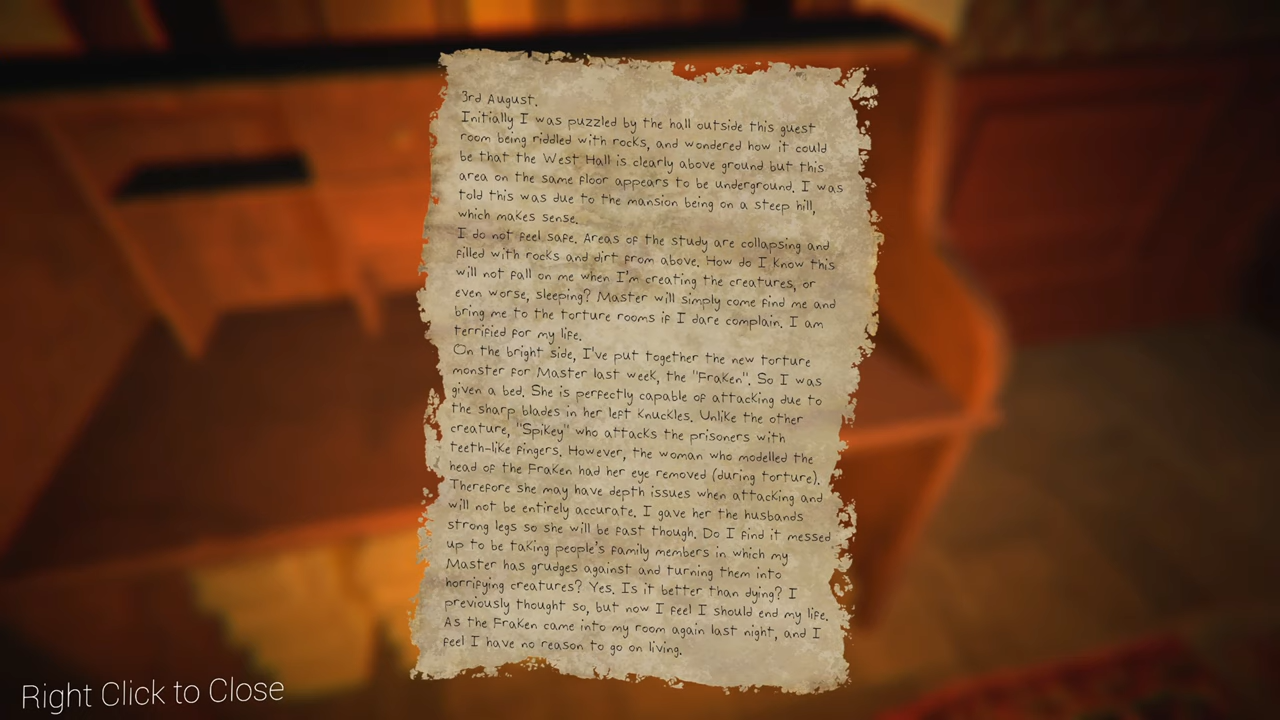 3rd August.
Initially I was puzzled by the hall outside this guest
room being riddled with rocks, and wondered how it could
be that the West Hall is clearly above ground but this
area on the same floor appears to be underground. I was
told this was due to the mansion being on a steep hill,
which makes sense.
I do not feel safe. Areas of the study are collapsing and
filled with rocks and dirt from above. How do I know this
will not fall on me when I'm creating the creatures, or
even worse, sleeping? Master will simply come find me and
bring me to the torture rooms if I dare complain. I am
terrified for my life.
On the bright side, I've put together the new torture
monster for Master last week, the "Fraken". So I was
given a bed. She is perfectly capable of attacking due to
the sharp blades in her left knuckles. Unlike the other
creature, "Spikey" who attacks the prisoners with
teeth-like fingers. However, the woman who modelled the
head of the Fraken had her eye removed (during torture).
Therefore she may have depth issues when attacking and
will not be entirely accurate. I gave her the husbands
strong legs so she will be fast though. Do I find it messed
up to be taking people's family members in which my
Master has grudges against and turning them into
horrifying creatures? Yes. Is it better than dying? I
previously thought so, but now I feel I should end my life.
As the Fraken came into my room again last night, and I
feel I have no reason to go on living.
Right Click to Close